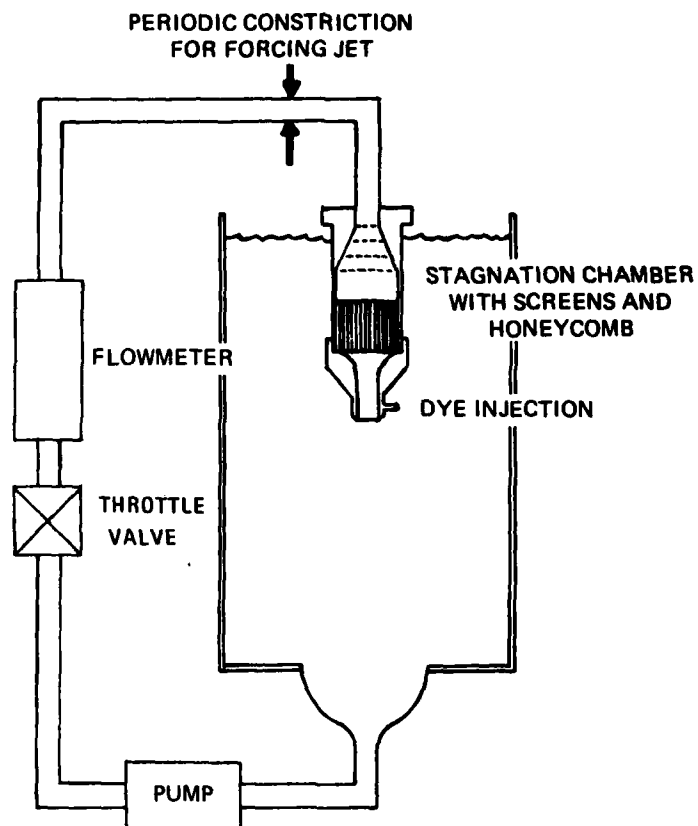 PERIODIC CONSTRICTION
FOR FORCING JET
STAGNATION CHAMBER
WITH SCREENS AND
HONEYCOMB
FLOWMETER
DYE INJECTION
THROTTLE
VALVE
PUMP